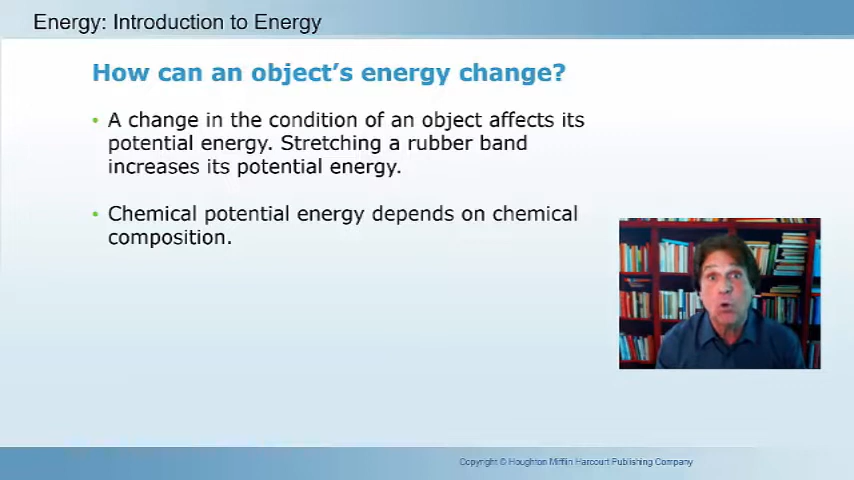 Energy: Introduction to Energy
How can an object's energy change?
• A change in the condition of an object affects its
potential energy. Stretching a rubber band
increases its potential energy.
• Chemical potential energy depends on chemical
composition.
Copyright © Houghton Mifflin Harcourt Publishing Company